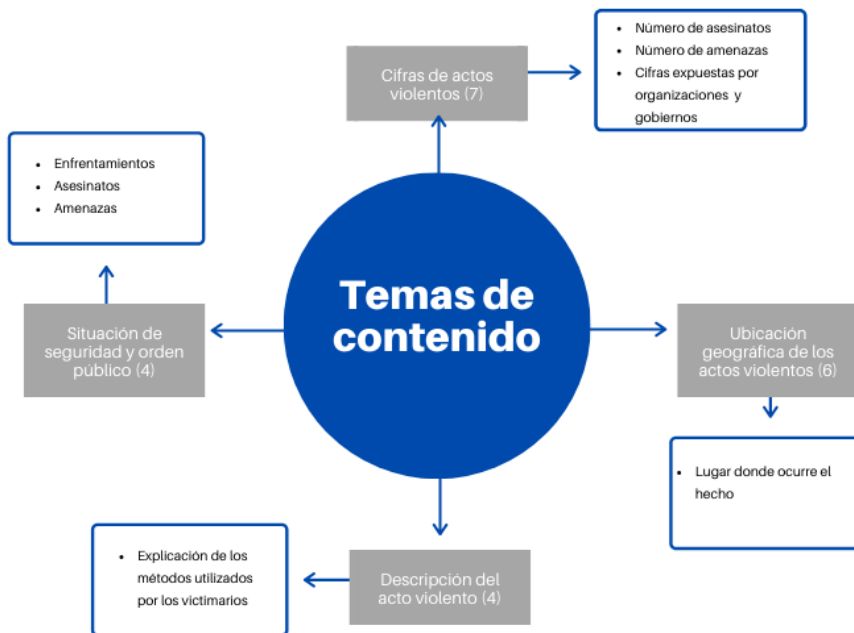 Cifras de actos
violentos (7)
• Número de asesinatos
• Número de amenazas
• Cifras expuestas por
organizaciones y
gobiernos
• Enfrentamientos
• Asesinatos
• Amenazas
Situación de
seguridad y orden
público (4)
Temas de
contenido
Ubicación
geográfica de los
actos violentos (6)
• Lugar donde ocurre el
hecho
• Explicación de los
métodos utilizados
por los victimarios
Descripción del
acto violento (4)